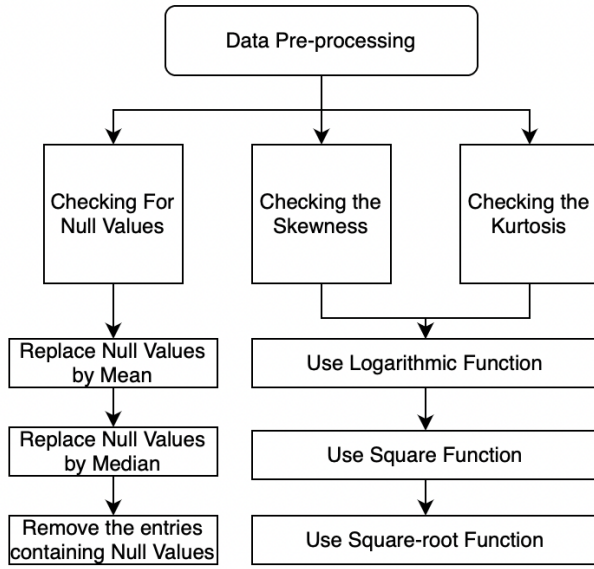 Data Pre-processing
Checking For
Null Values
Checking the
Skewness
Checking the
Kurtosis
Replace Null Values
by Mean
Use Logarithmic Function
Replace Null Values
by Median
Use Square Function
Remove the entries
containing Null Values
Use Square-root Function